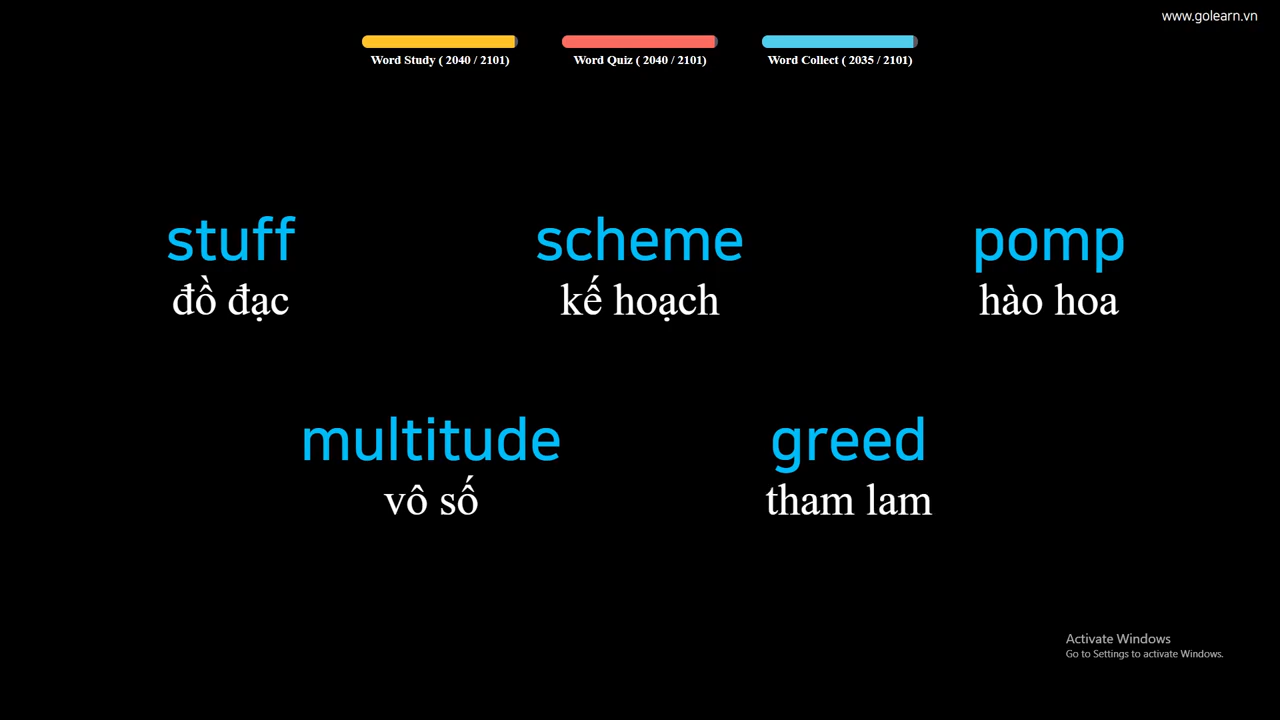 www.golearn.vn
Word Study ( 2040 / 2101) Word Quiz ( 2040 / 2101) Word Collect ( 2035 / 2101)
stuff scheme pomp
đồ đạc kế hoạch hào hoa
multitude greed
vô số tham lam
Activate Windows
Go to Settings to activate Windows.